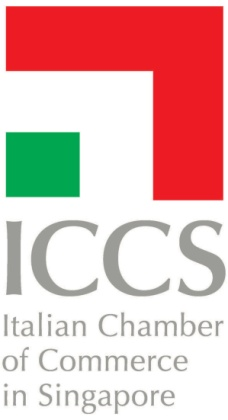 ICCS
Italian Chamber
of Commerce
in Singapore